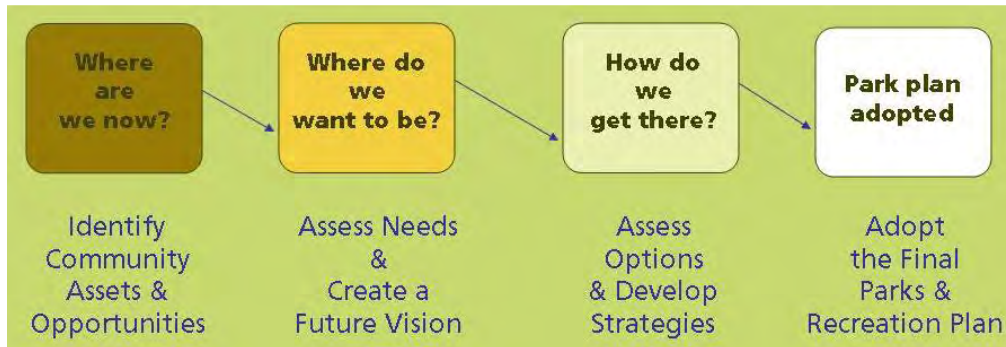 Where
are
we now?
Where do
we
want to be?
How do
we
get there?
Park plan
adopted
Identify
Community
Assets &
Opportunities
Assess Needs
&
Create a
Future Vision
Assess
Options
& Develop
Strategies
Adopt
the Final
Parks &
Recreation Plan